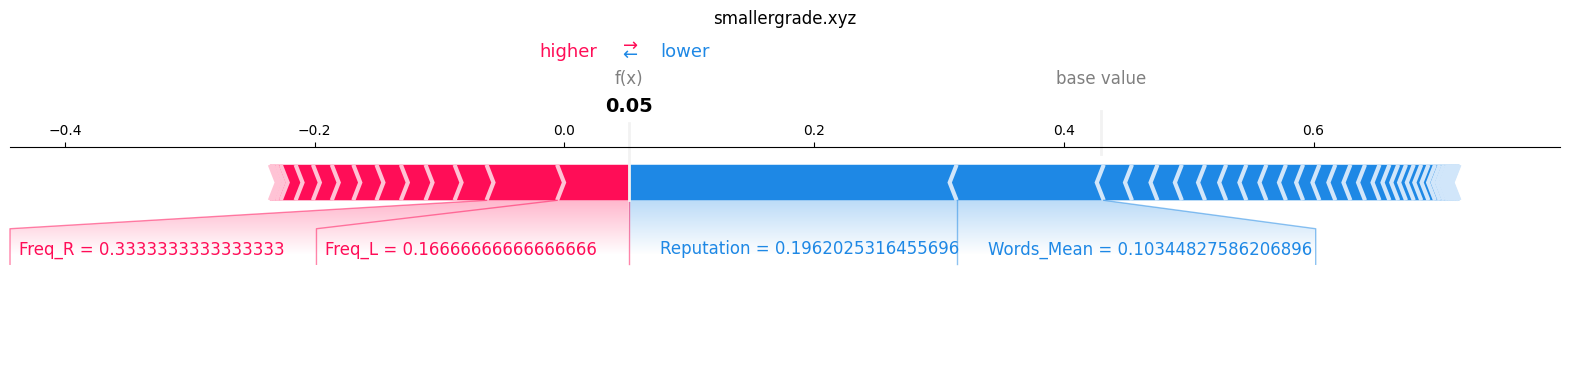 smallergrade.xyz
higher ⇄ lower
f(x) base value
0.05
−0.4 −0.2 0.0 0.2 0.4 0.6
Freq_R = 0.3333333333333333 Freq_L = 0.16666666666666666 Reputation = 0.1962025316455696 Words_Mean = 0.10344827586206896